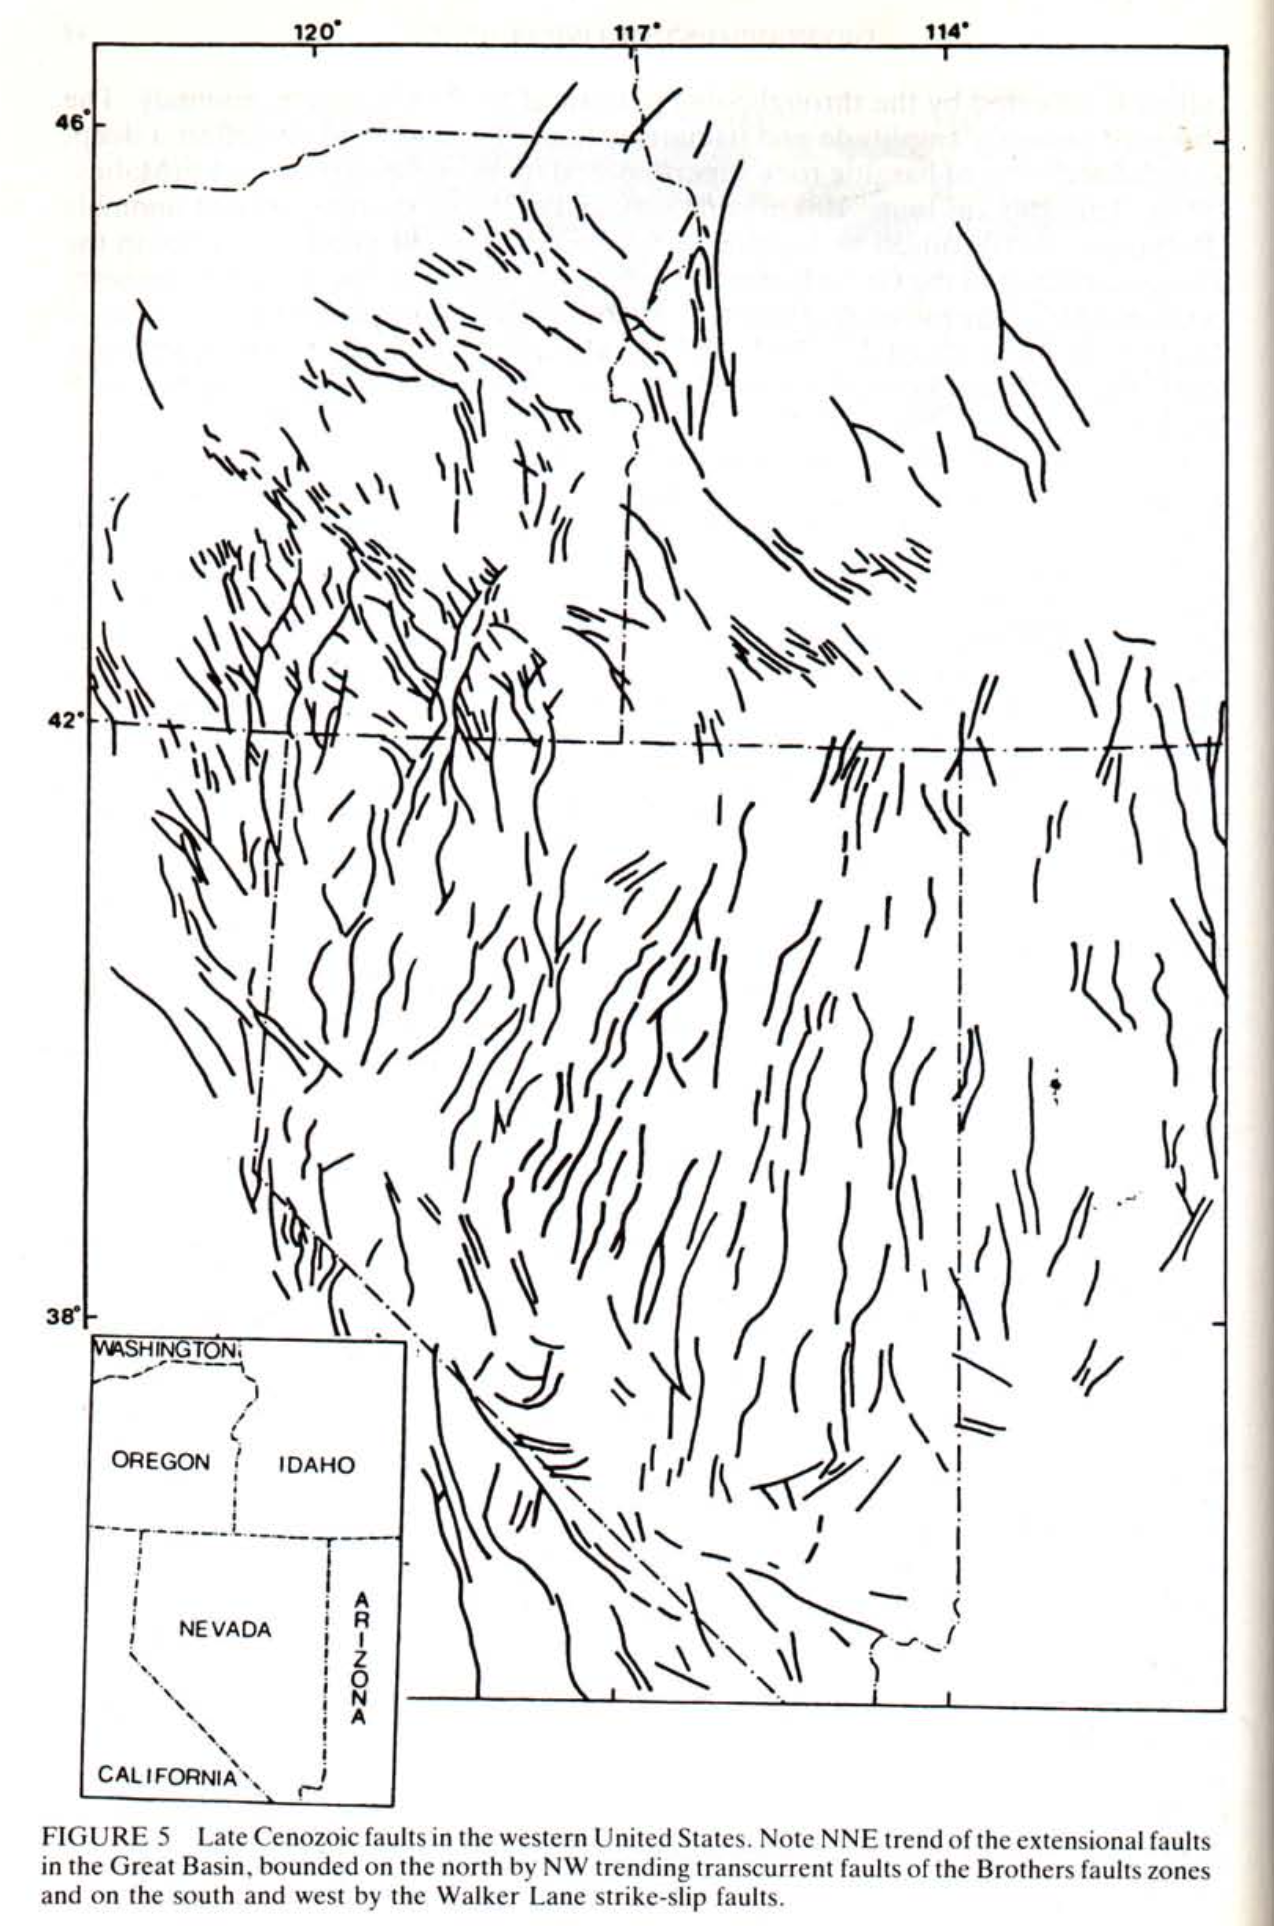 120° 117° 114°
46°
42°
38°
WASHINGTON
OREGON IDAHO
NEVADA
ARIZONA
CALIFORNIA
FIGURE 5 Late Cenozoic faults in the western United States. Note NNE trend of the extensional faults
in the Great Basin, bounded on the north by NW trending transcurrent faults of the Brothers faults zones
and on the south and west by the Walker Lane strike-slip faults.